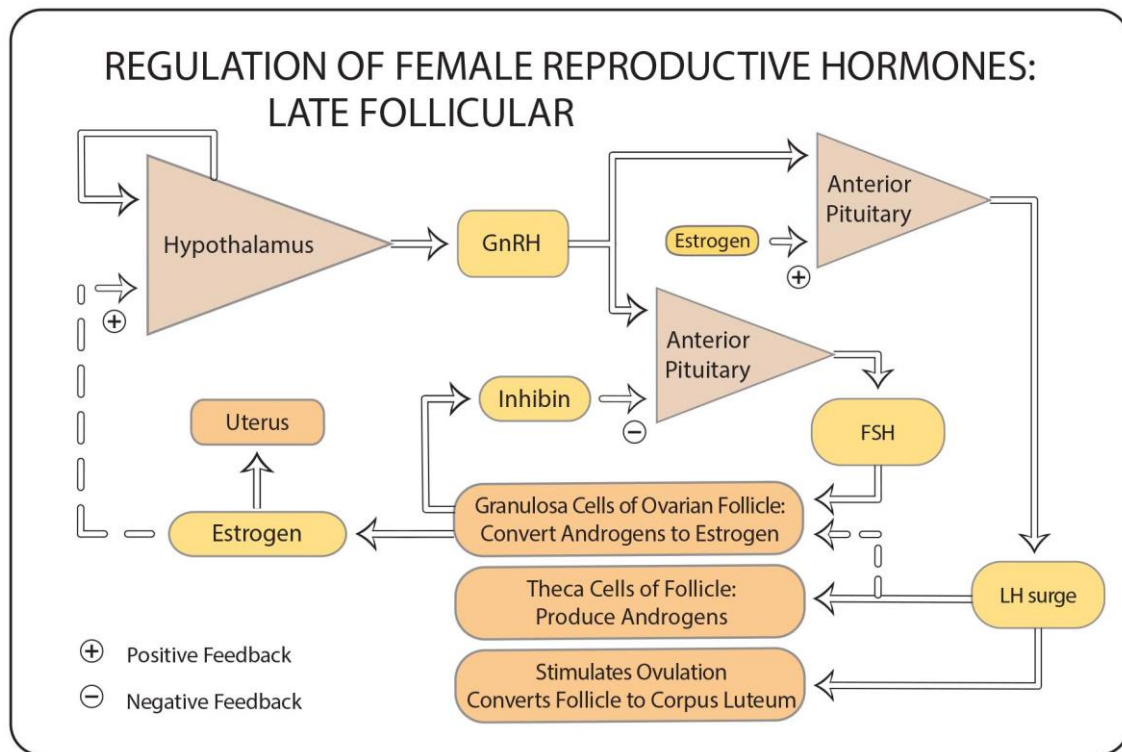 REGULATION OF FEMALE REPRODUCTIVE HORMONES:
LATE FOLLICULAR
Hypothalamus
GnRH
Estrogen
Anterior
Pituitary
+
+
Anterior
Pituitary
Inhibin
−
Uterus
FSH
Granulosa Cells of Ovarian Follicle:
Convert Androgens to Estrogen
Estrogen
Theca Cells of Follicle:
Produce Androgens
LH surge
Stimulates Ovulation
Converts Follicle to Corpus Luteum
+ Positive Feedback
− Negative Feedback